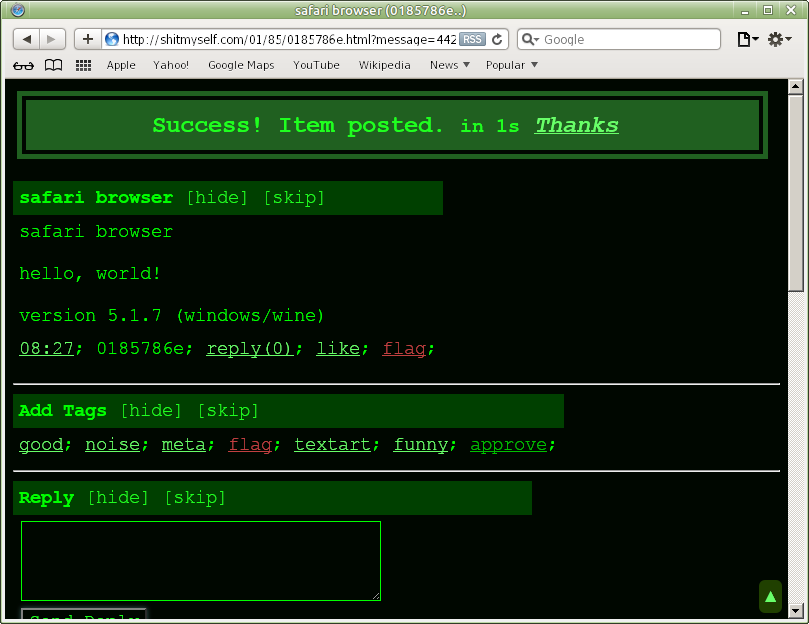 safari browser (0185786e..)
http://shitmyself.com/01/85/0185786e.html?message=442 RSS Google
Apple Yahoo! Google Maps YouTube Wikipedia News Popular
Success! Item posted. in 1s Thanks
safari browser [hide] [skip]
safari browser
hello, world!
version 5.1.7 (windows/wine)
08:27; 0185786e; reply(0); like; flag;
Add Tags [hide] [skip]
good; noise; meta; flag; textart; funny; approve;
Reply [hide] [skip]
Send Reply